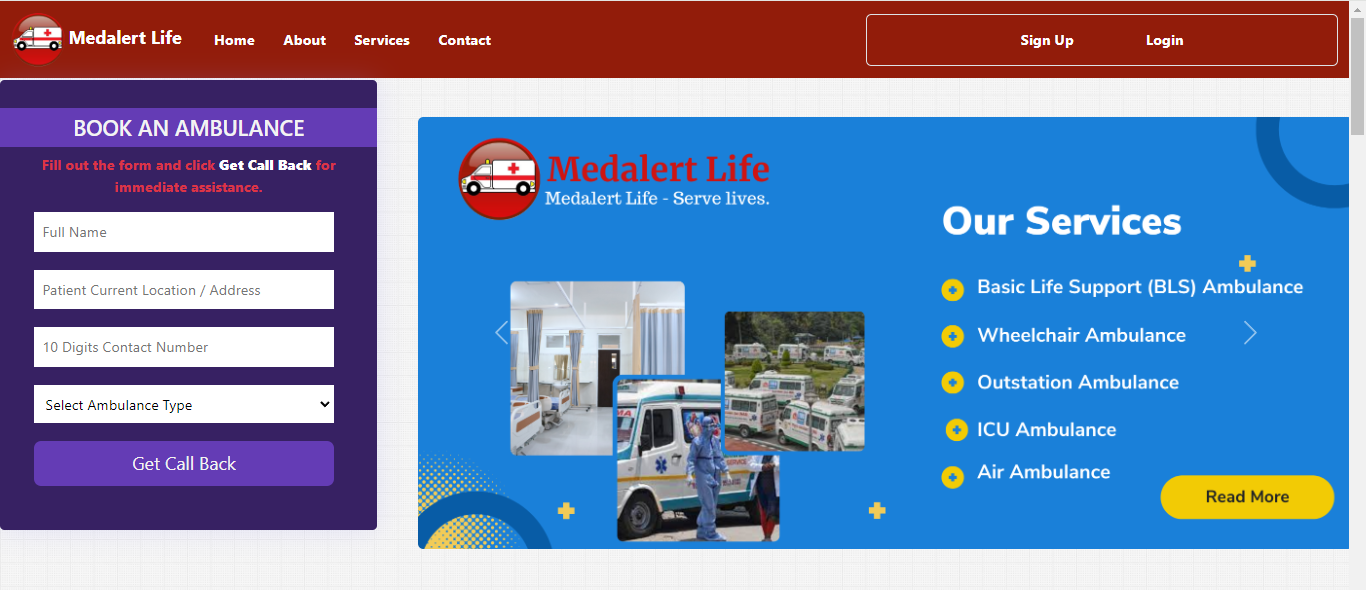 Medalert Life
Home
About
Services
Contact
Sign Up
Login
BOOK AN AMBULANCE
Fill out the form and click Get Call Back for
immediate assistance.
Full Name
Patient Current Location / Address
10 Digits Contact Number
Select Ambulance Type
Get Call Back
Medalert Life
Medalert Life - Serve lives.
Our Services
Basic Life Support (BLS) Ambulance
Wheelchair Ambulance
Outstation Ambulance
ICU Ambulance
Air Ambulance
Read More